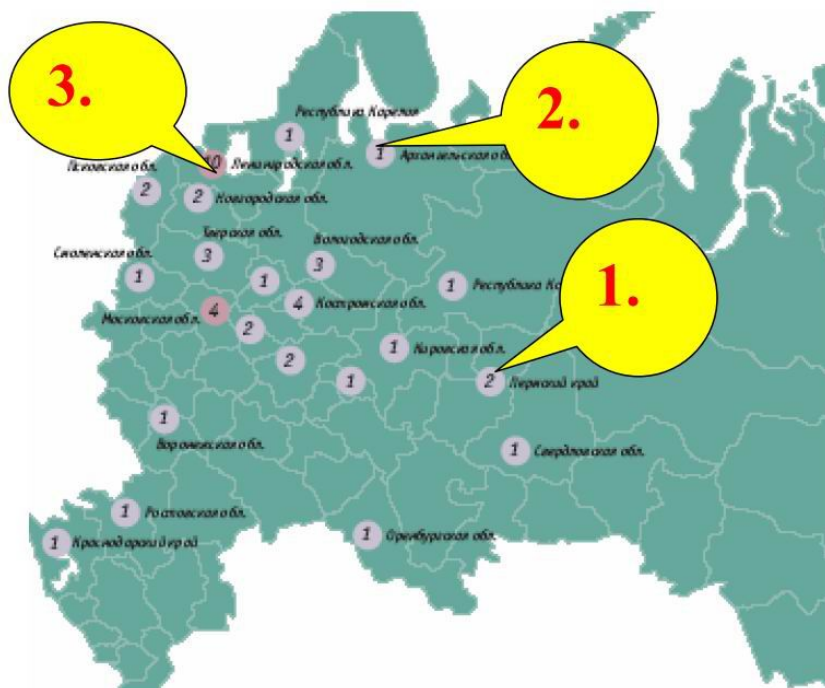 3.
2.
Республика Карелия
1
1
Архангельская обл.
10
Ленинградская обл.
Псковская обл.
2
2
Новгородская обл.
Тверская обл.
3
Вологодская обл.
3
Смоленская обл.
1
1
4
Костромская обл.
1
Республика Ко
1.
Московская обл.
4
2
2
1
Кировская обл.
1
2
Пермский край
1
Воронежская обл.
1
Свердловская обл.
1
Ростовская обл.
1
Краснодарский край
1
Оренбургская обл.